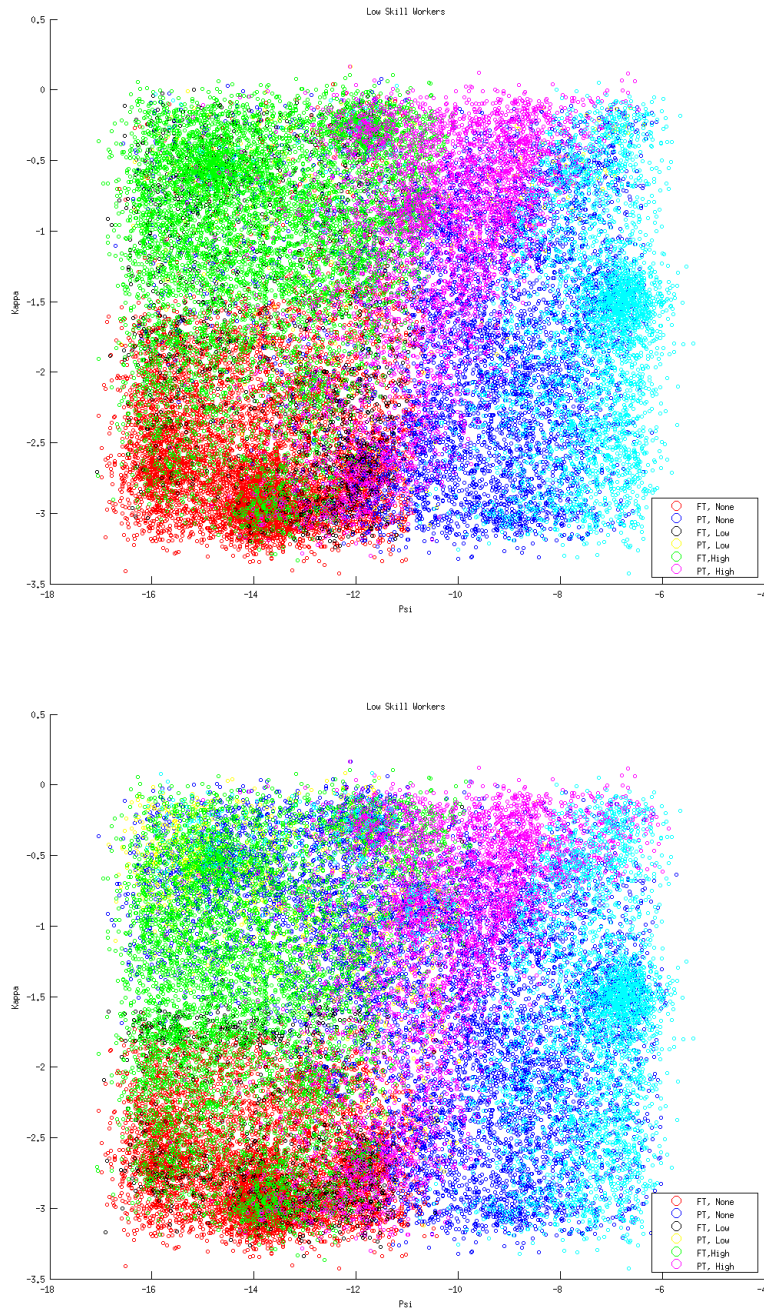 Low Skill Workers
0.5
0
-0.5
-1
-1.5
-2
-2.5
-3
-3.5
Kappa
-18 -16 -14 -12 -10 -8 -6 -4
Psi
FT, None
PT, None
FT, Low
PT, Low
FT,High
PT, High
Low Skill Workers
0.5
0
-0.5
-1
-1.5
-2
-2.5
-3
-3.5
Kappa
-18 -16 -14 -12 -10 -8 -6 -4
Psi
FT, None
PT, None
FT, Low
PT, Low
FT,High
PT, High